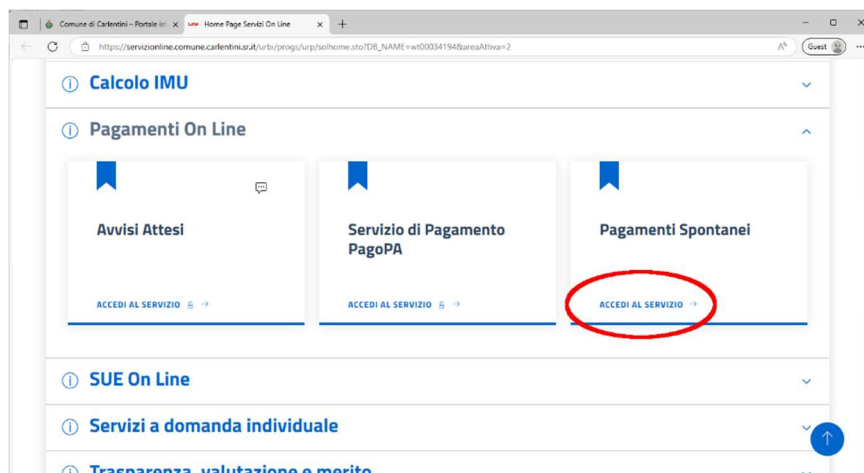 Comune di Carlentini – Portale in
Home Page Servizi On Line
https://servizionline.comune.carlentini.sr.it/urbi/progs/urp/solhome.sto?DB_NAME=wt00034194&areaAttiva=2
Guest
Calcolo IMU
Pagamenti On Line
Avvisi Attesi
Servizio di Pagamento
PagoPA
Pagamenti Spontanei
ACCEDI AL SERVIZIO
ACCEDI AL SERVIZIO
ACCEDI AL SERVIZIO
SUE On Line
Servizi a domanda individuale
Trasparenza, valutazione e merito